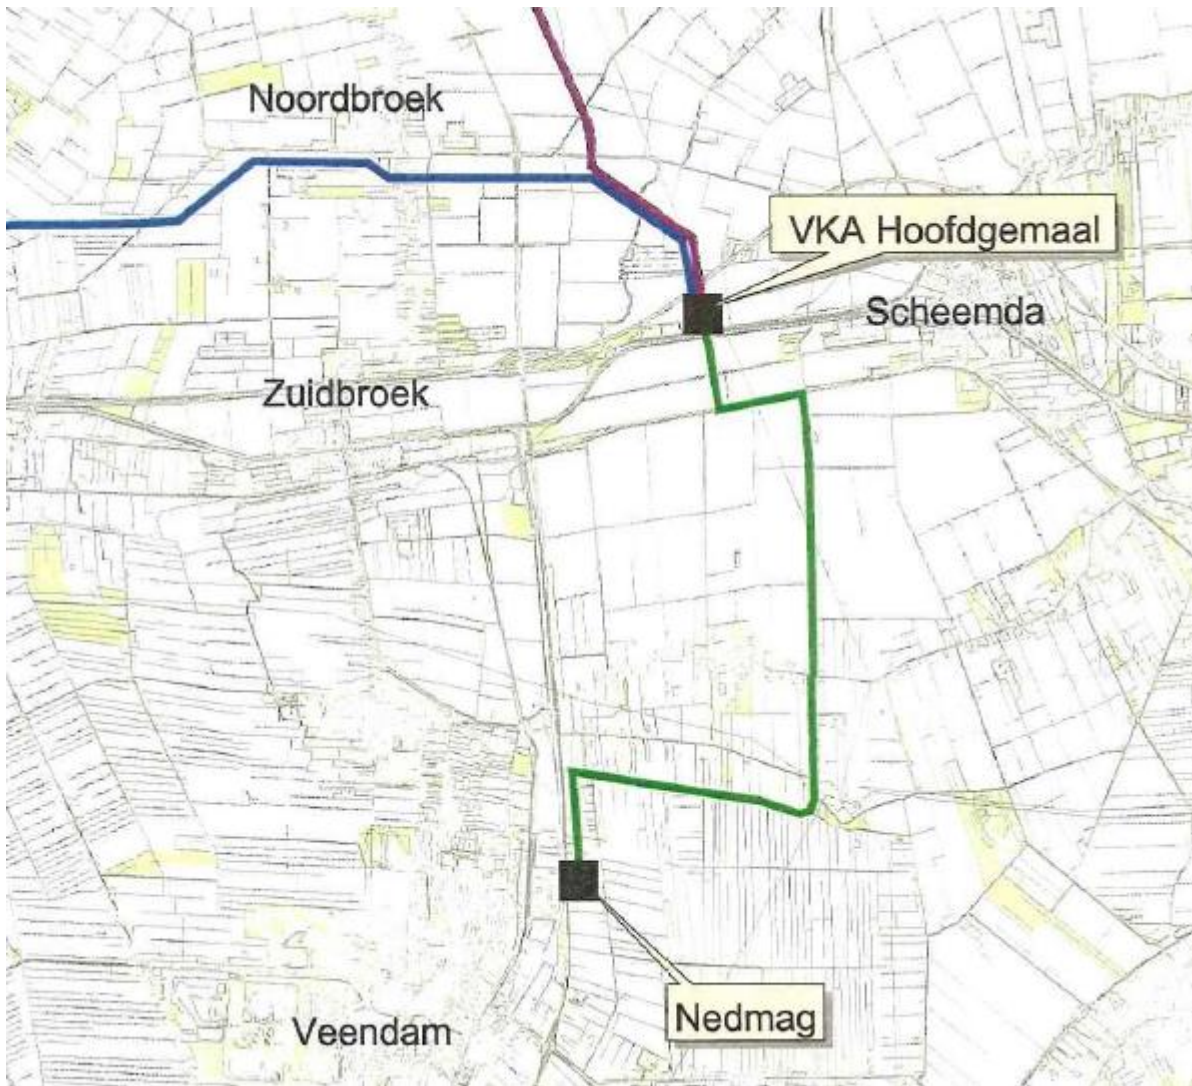 Noordbroek
VKA Hoofdgemaal
Scheemda
Zuidbroek
Nedmag
Veendam